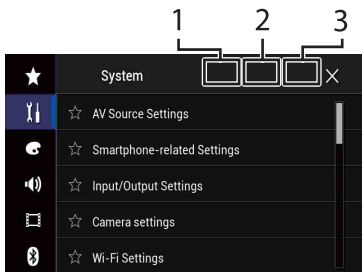 1 2 3
System
AV Source Settings
Smartphone-related Settings
Input/Output Settings
Camera settings
Wi-Fi Settings